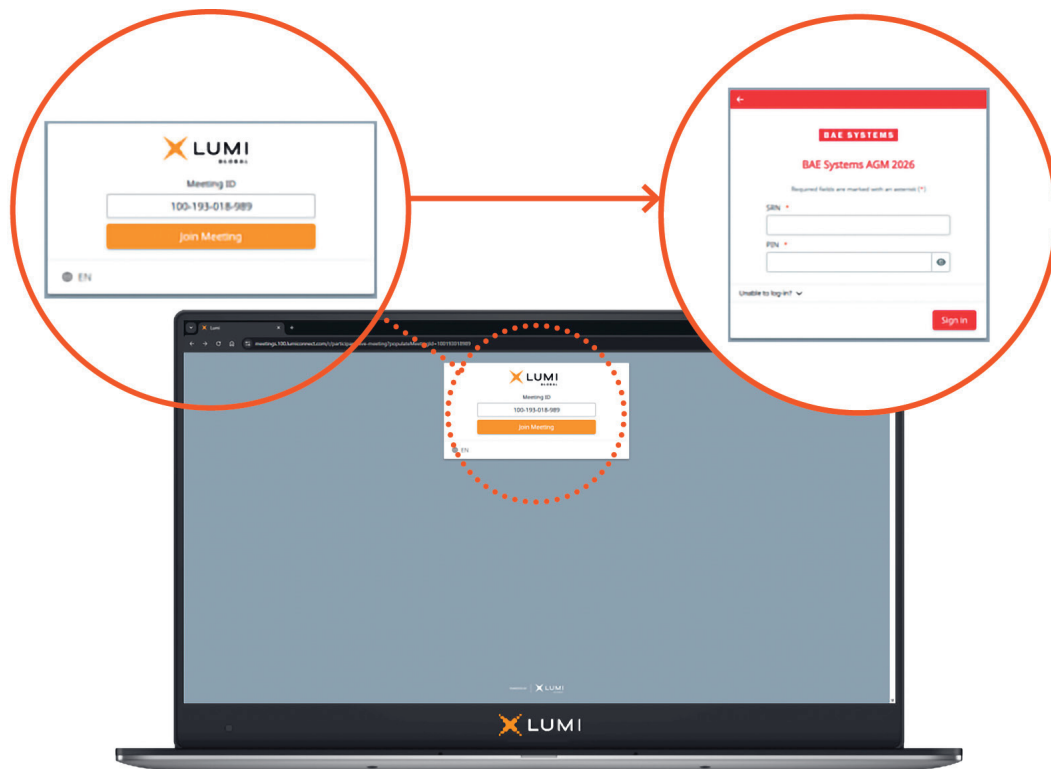 LUMI
GLOBAL
Meeting ID
100-193-018-989
Join Meeting
EN
BAE SYSTEMS
BAE Systems AGM 2026
Required fields are marked with an asterisk (*)
SRN *
PIN *
Unable to log-in?
Sign in
Lumi
LUMI
GLOBAL
Meeting ID
100-193-018-989
Join Meeting
EN
LUMI
LUMI